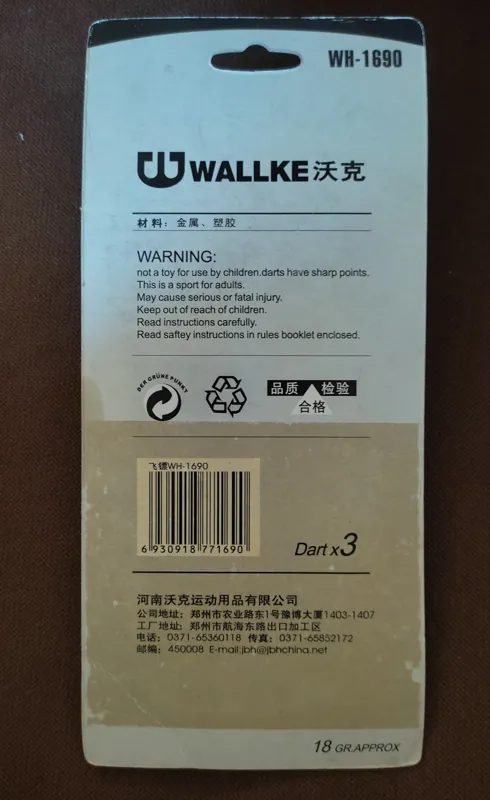 WH-1690
WALLKE沃克
材料：金属、塑胶
WARNING:
not a toy for use by children.darts have sharp points.
This is a sport for adults.
May cause serious or fatal injury.
Keep out of reach of children.
Read instructions carefully.
Read saftey instructions in rules booklet enclosed.
DER GRÜNE PUNKT
品质 检验
合格
飞镖WH-1690
6 930918 771690
Dart x3
河南沃克运动用品有限公司
公司地址：郑州市农业路东1号豫博大厦1403-1407
工厂地址：郑州市航海东路出口加工区
电话：0371-65360118 传真：0371-65852172
邮编：450008 E-mail:jbh@jbhchina.net
18 GR.APPROX